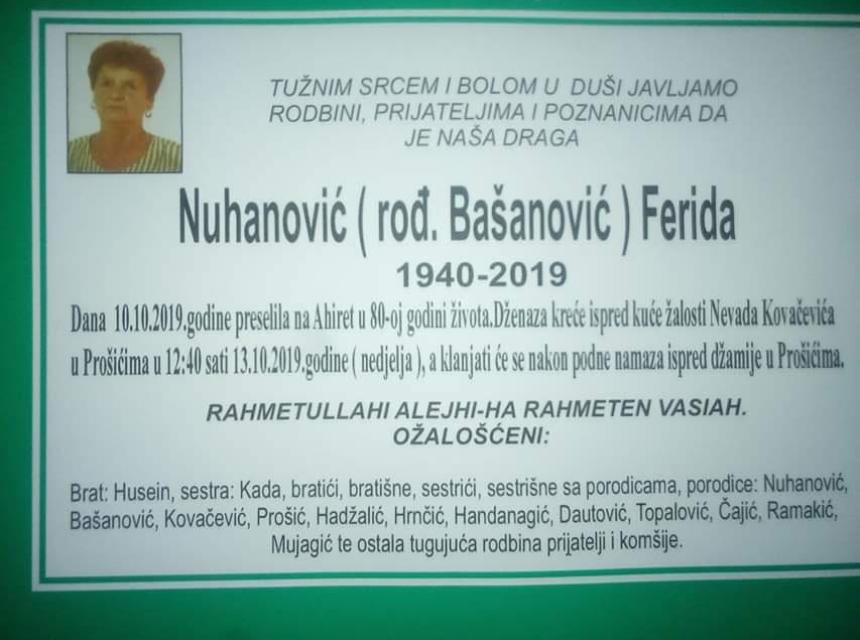 TUŽNIM SRCEM I BOLOM U DUŠI JAVLJAMO
RODBINI, PRIJATELJIMA I POZNANICIMA DA
JE NAŠA DRAGA
Nuhanović ( rođ. Bašanović ) Ferida
1940-2019
Dana 10.10.2019.godine preselila na Ahiret u 80-oj godini života.Dženaza kreće ispred kuće žalosti Nevada Kovačevića
u Prošićima u 12:40 sati 13.10.2019.godine ( nedjelja ), a klanjati će se nakon podne namaza ispred džamije u Prošićima.
RAHMETULLAHI ALEJHI-HA RAHMETEN VASIAH.
OŽALOŠĆENI:
Brat: Husein, sestra: Kada, bratići, bratišne, sestrići, sestrišne sa porodicama, porodice: Nuhanović,
Bašanović, Kovačević, Prošić, Hadžalić, Hrnčić, Handanagić, Dautović, Topalović, Čajić, Ramakić,
Mujagić te ostala tugujuća rodbina prijatelji i komšije.